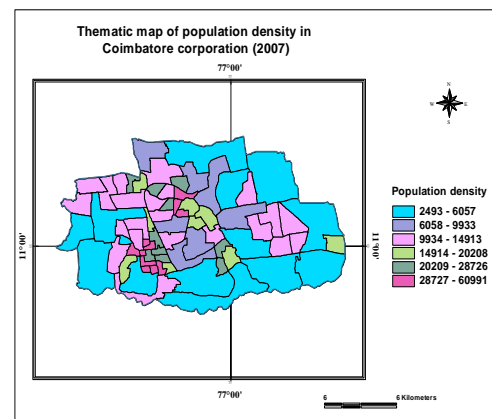 Thematic map of population density in
Coimbatore corporation (2007)
77°00'
N
W E
S
Population density
2493 - 6057
6058 - 9933
9934 - 14913
14914 - 20208
20209 - 28726
28727 - 60991
11°00'
11°00'
77°00'
6 6 Kilometers